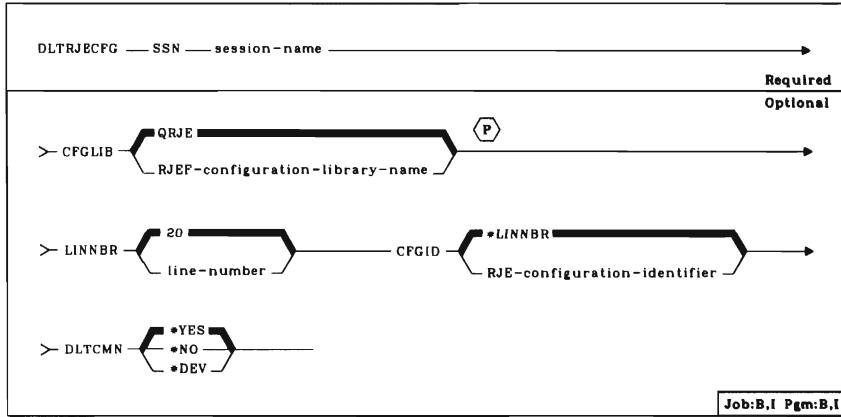 DLTRJECFG SSN session-name
Required
Optional
QRJE
P
CFGLIB
RJEF-configuration-library-name
20
*LINNBR
LINNBR
CFGID
line-number
RJE-configuration-identifier
*YES
DLTCMN
*NO
*DEV
Job:B,I Pgm:B,I